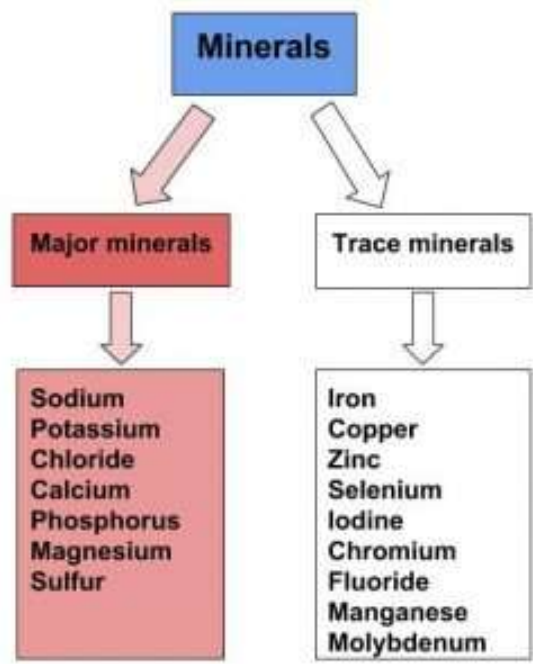 Minerals
Major minerals
Trace minerals
Sodium
Potassium
Chloride
Calcium
Phosphorus
Magnesium
Sulfur
Iron
Copper
Zinc
Selenium
Iodine
Chromium
Fluoride
Manganese
Molybdenum